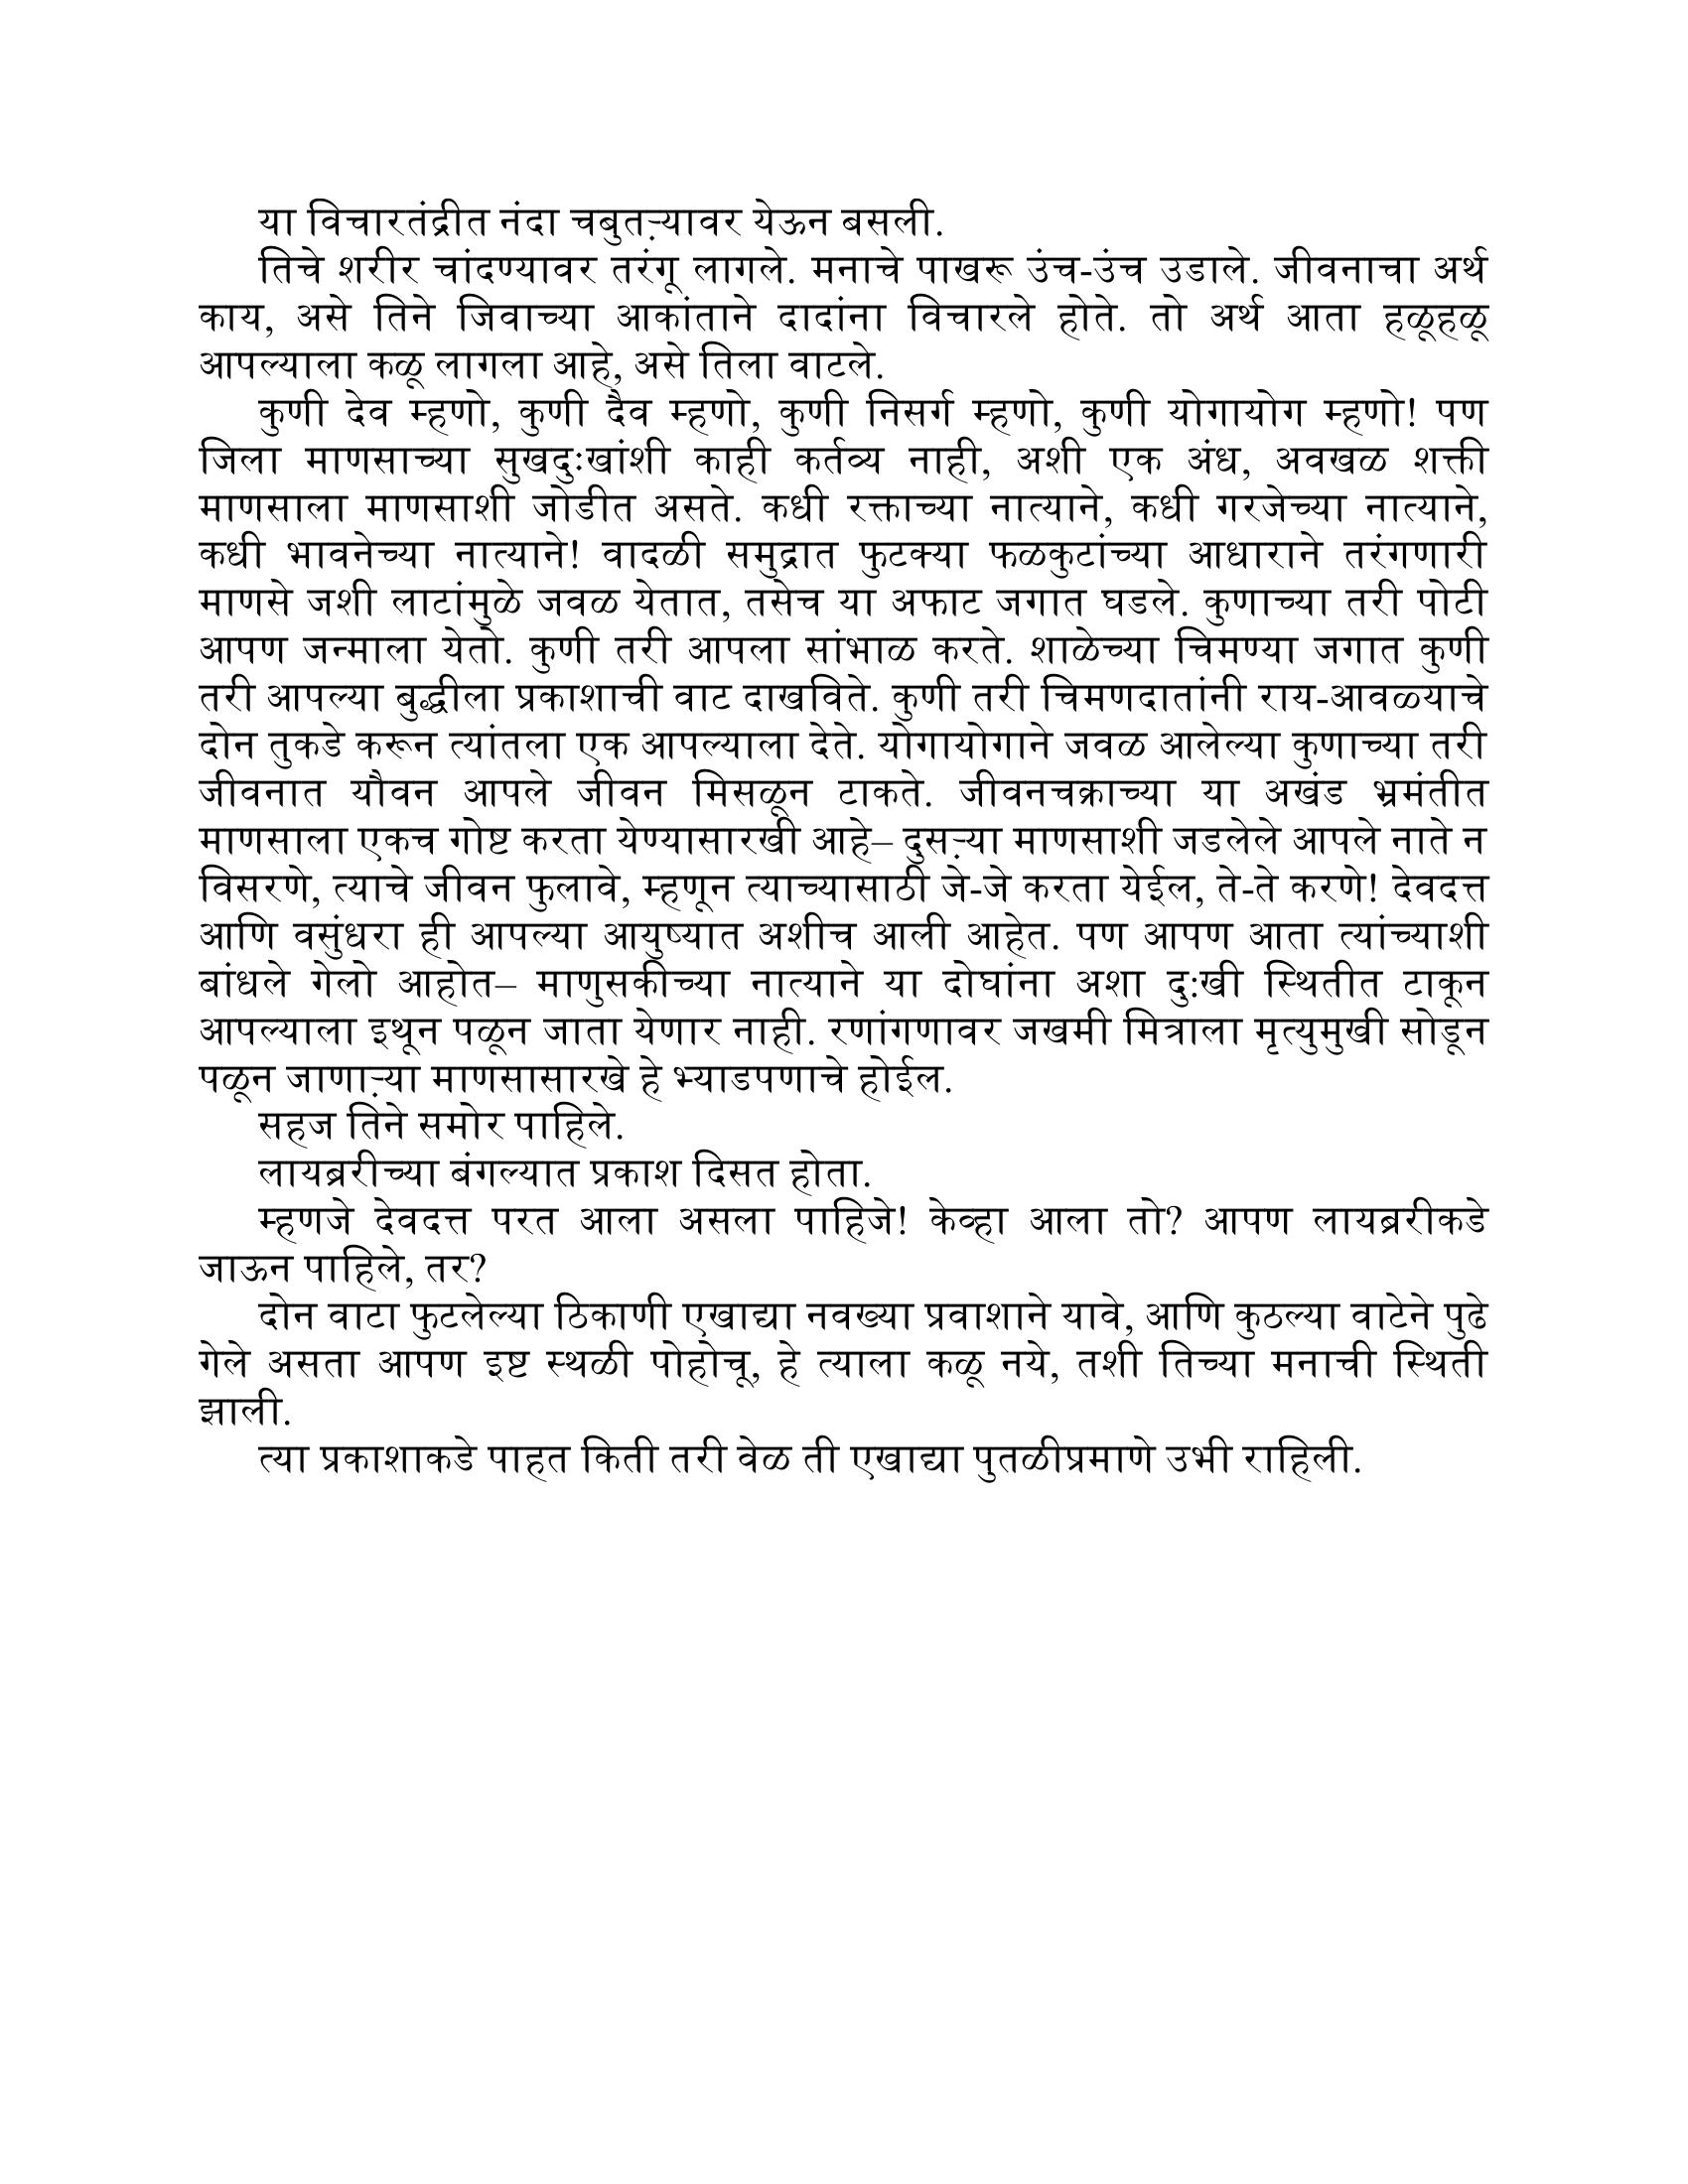 या विचारतंद्रीत नंदा चबुतऱ्यावर येऊन बसली.
तिचे शरीर चांदण्यावर तरंगू लागले. मनाचे पाखरू उंच-उंच उडाले. जीवनाचा अर्थ
काय, असे तिने जिवाच्या आकांताने दादांना विचारले होते. तो अर्थ आता हळूहळू
आपल्याला कळू लागला आहे, असे तिला वाटले.
कुणी देव म्हणो, कुणी दैव म्हणो, कुणी निसर्ग म्हणो, कुणी योगायोग म्हणो! पण
जिला माणसाच्या सुखदुःखांशी काही कर्तव्य नाही, अशी एक अंध, अवखळ शक्ती
माणसाला माणसाशी जोडीत असते. कधी रक्ताच्या नात्याने, कधी गरजेच्या नात्याने,
कधी भावनेच्या नात्याने! वादळी समुद्रात फुटक्या फळकुटांच्या आधाराने तरंगणारी
माणसे जशी लाटांमुळे जवळ येतात, तसेच या अफाट जगात घडले. कुणाच्या तरी पोटी
आपण जन्माला येतो. कुणी तरी आपला सांभाळ करते. शाळेच्या चिमण्या जगात कुणी
तरी आपल्या बुद्धीला प्रकाशाची वाट दाखविते. कुणी तरी चिमणदातांनी राय-आवळ्याचे
दोन तुकडे करून त्यांतला एक आपल्याला देते. योगायोगाने जवळ आलेल्या कुणाच्या तरी
जीवनात यौवन आपले जीवन मिसळून टाकते. जीवनचक्राच्या या अखंड भ्रमंतीत
माणसाला एकच गोष्ट करता येण्यासारखी आहे– दुसऱ्या माणसाशी जडलेले आपले नाते न
विसरणे, त्याचे जीवन फुलावे, म्हणून त्याच्यासाठी जे-जे करता येईल, ते-ते करणे! देवदत्त
आणि वसुंधरा ही आपल्या आयुष्यात अशीच आली आहेत. पण आपण आता त्यांच्याशी
बांधले गेलो आहोत– माणुसकीच्या नात्याने या दोघांना अशा दु:खी स्थितीत टाकून
आपल्याला इथून पळून जाता येणार नाही. रणांगणावर जखमी मित्राला मृत्युमुखी सोडून
पळून जाणाऱ्या माणसासारखे हे भ्याडपणाचे होईल.
सहज तिने समोर पाहिले.
लायब्ररीच्या बंगल्यात प्रकाश दिसत होता.
म्हणजे देवदत्त परत आला असला पाहिजे! केव्हा आला तो? आपण लायब्ररीकडे
जाऊन पाहिले, तर?
दोन वाटा फुटलेल्या ठिकाणी एखाद्या नवख्या प्रवाशाने यावे, आणि कुठल्या वाटेने पुढे
गेले असता आपण इष्ट स्थळी पोहोचू, हे त्याला कळू नये, तशी तिच्या मनाची स्थिती
झाली.
त्या प्रकाशाकडे पाहत किती तरी वेळ ती एखाद्या पुतळीप्रमाणे उभी राहिली.